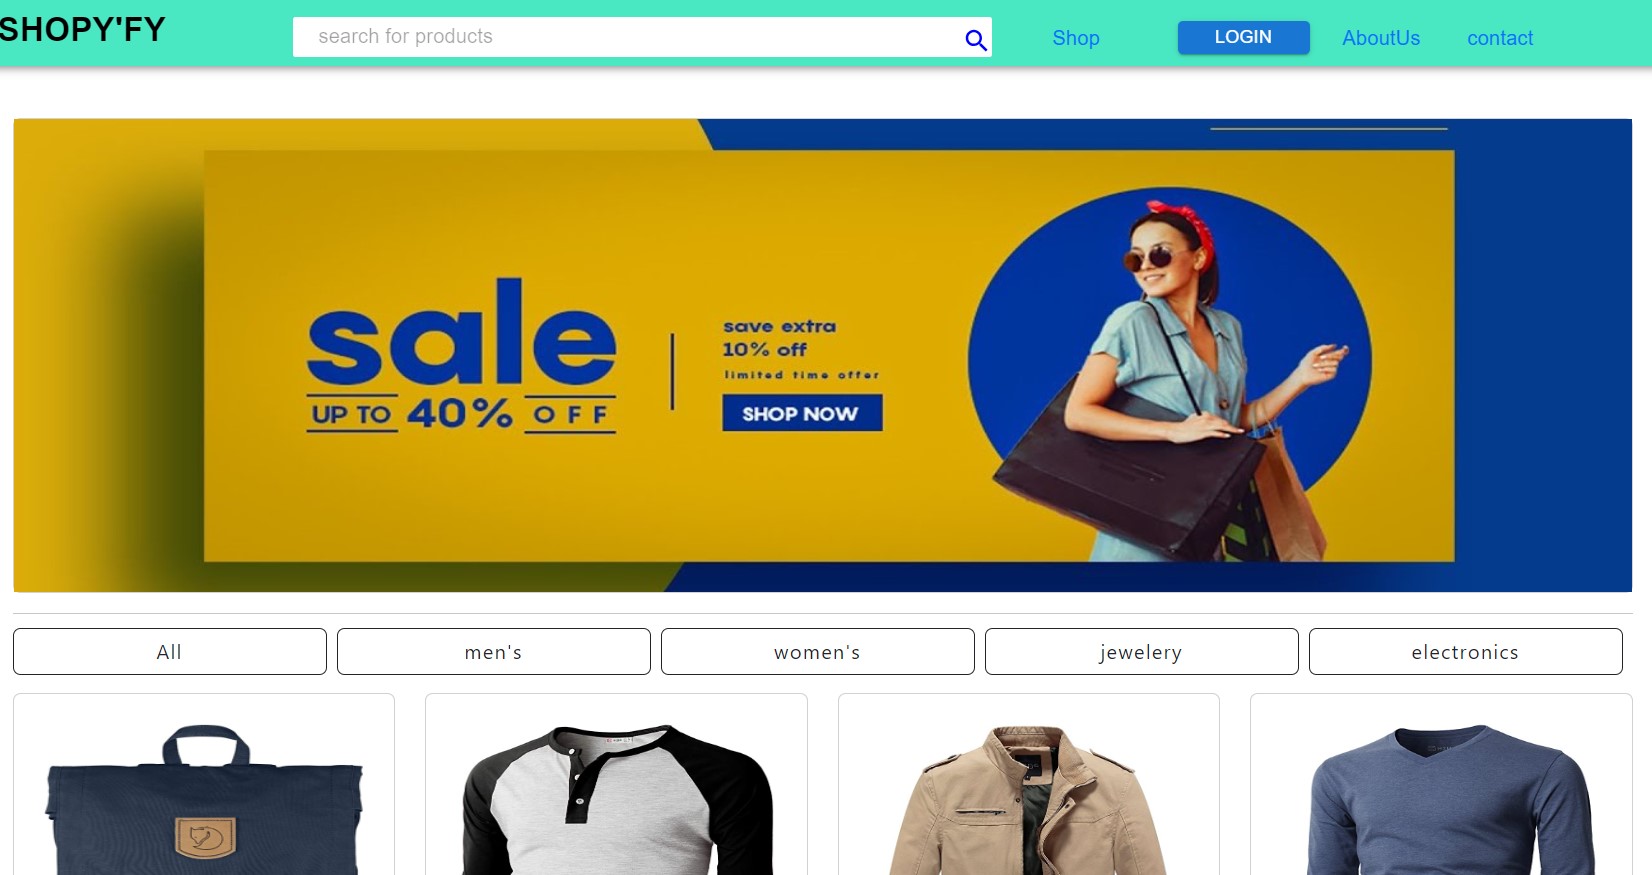 SHOPY'FY
search for products
Shop
LOGIN
AboutUs
contact
sale
UP TO 40% OFF
save extra
10% off
limited time offer
SHOP NOW
All
men's
women's
jewelery
electronics